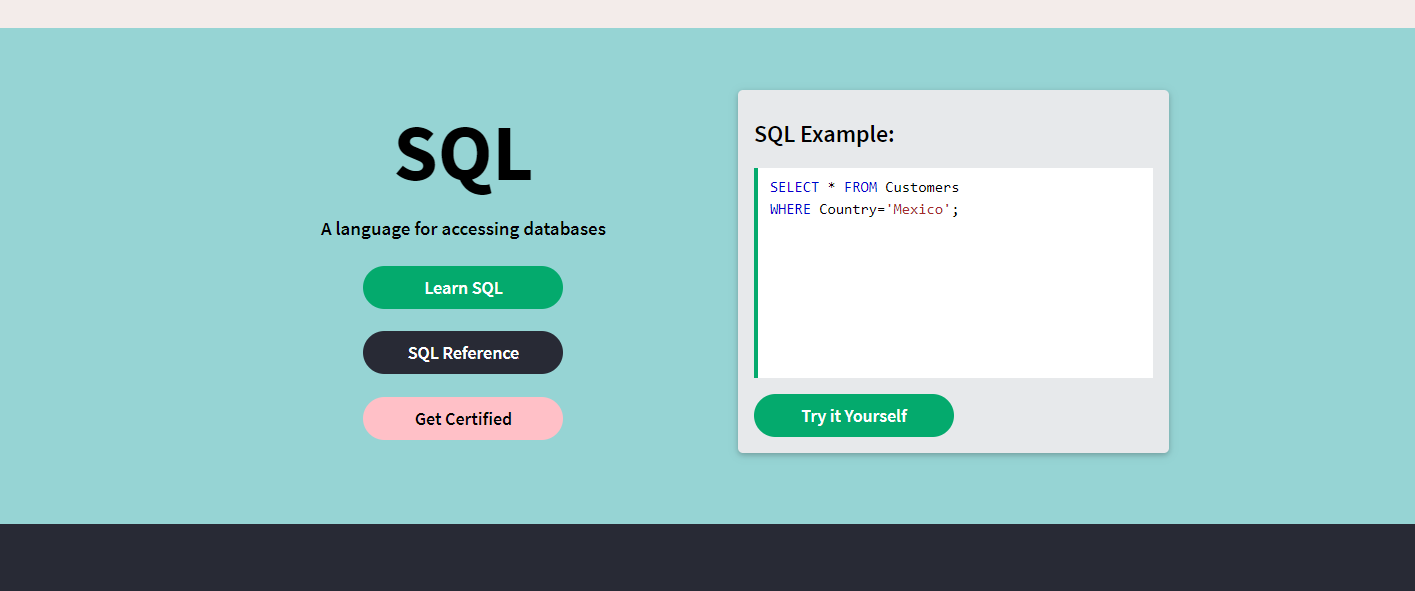 SQL
A language for accessing databases
Learn SQL
SQL Reference
Get Certified
SQL Example:
SELECT * FROM Customers
WHERE Country='Mexico';
Try it Yourself